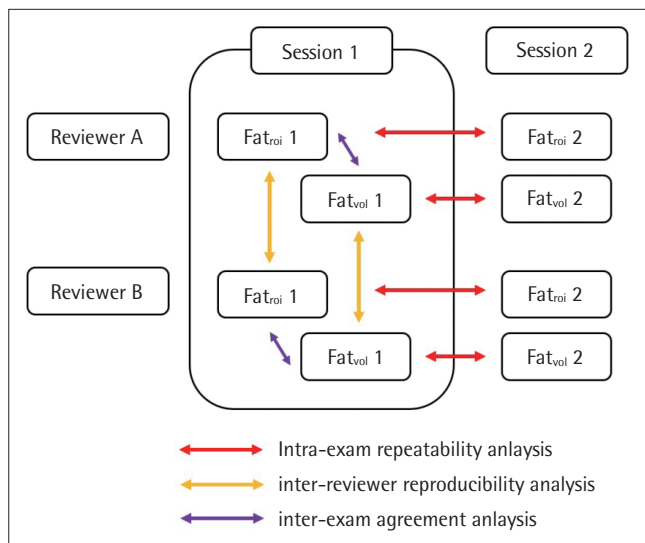 Session 1
Session 2
Reviewer A
Fatroi 1
Fatroi 2
Fatvol 1
Fatvol 2
Reviewer B
Fatroi 1
Fatroi 2
Fatvol 1
Fatvol 2
Intra-exam repeatability anlaysis
inter-reviewer reproducibility analysis
inter-exam agreement anlaysis